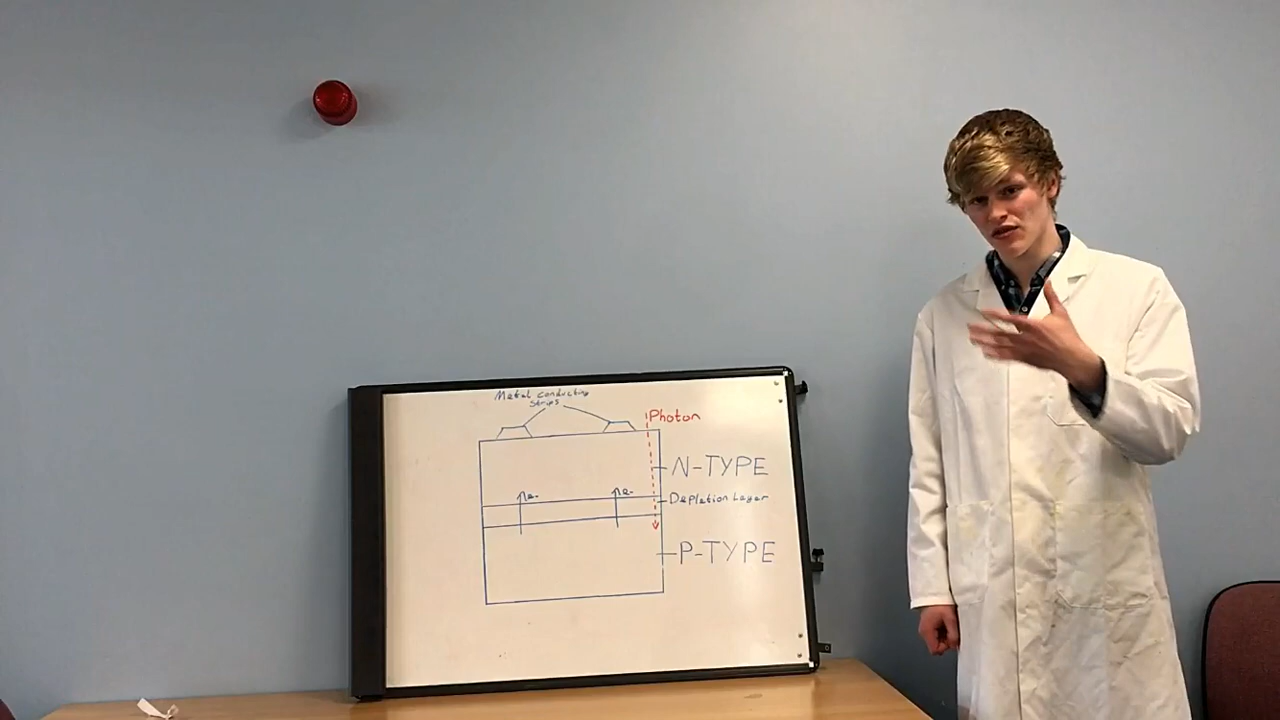 Metal conducting
Strips
Photon
N-TYPE
e-
e-
Depletion Layer
P-TYPE